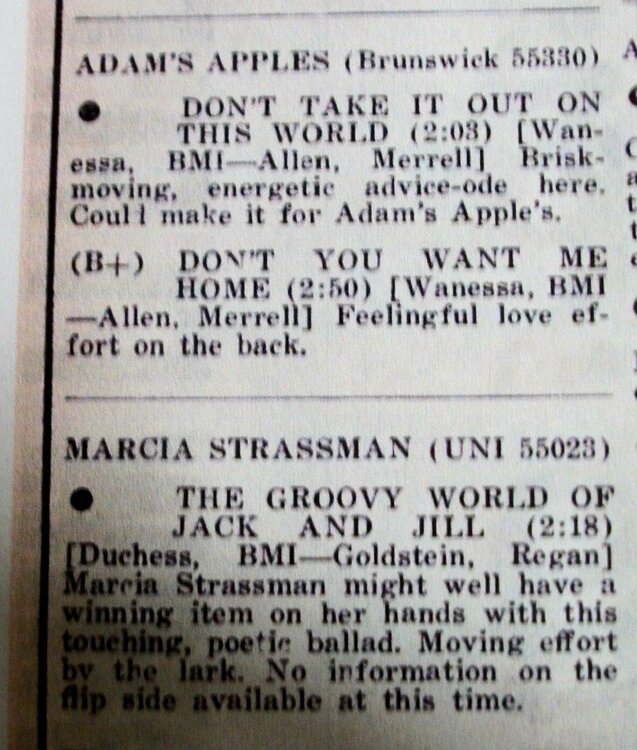 ADAM'S APPLES (Brunswick 55330)
● DON'T TAKE IT OUT ON
THIS WORLD (2:03) [Wan-
essa, BMI—Allen, Merrell] Brisk-
moving, energetic advice-ode here.
Could make it for Adam's Apple's.
(B+) DON'T YOU WANT ME
HOME (2:50) [Wanessa, BMI
—Allen, Merrell] Feelingful love ef-
fort on the back.
MARCIA STRASSMAN (UNI 55023)
● THE GROOVY WORLD OF
JACK AND JILL (2:18)
[Duchess, BMI—Goldstein, Regan]
Marcia Strassman might well have a
winning item on her hands with this
touching, poetic ballad. Moving effort
by the lark. No information on the
flip side available at this time.